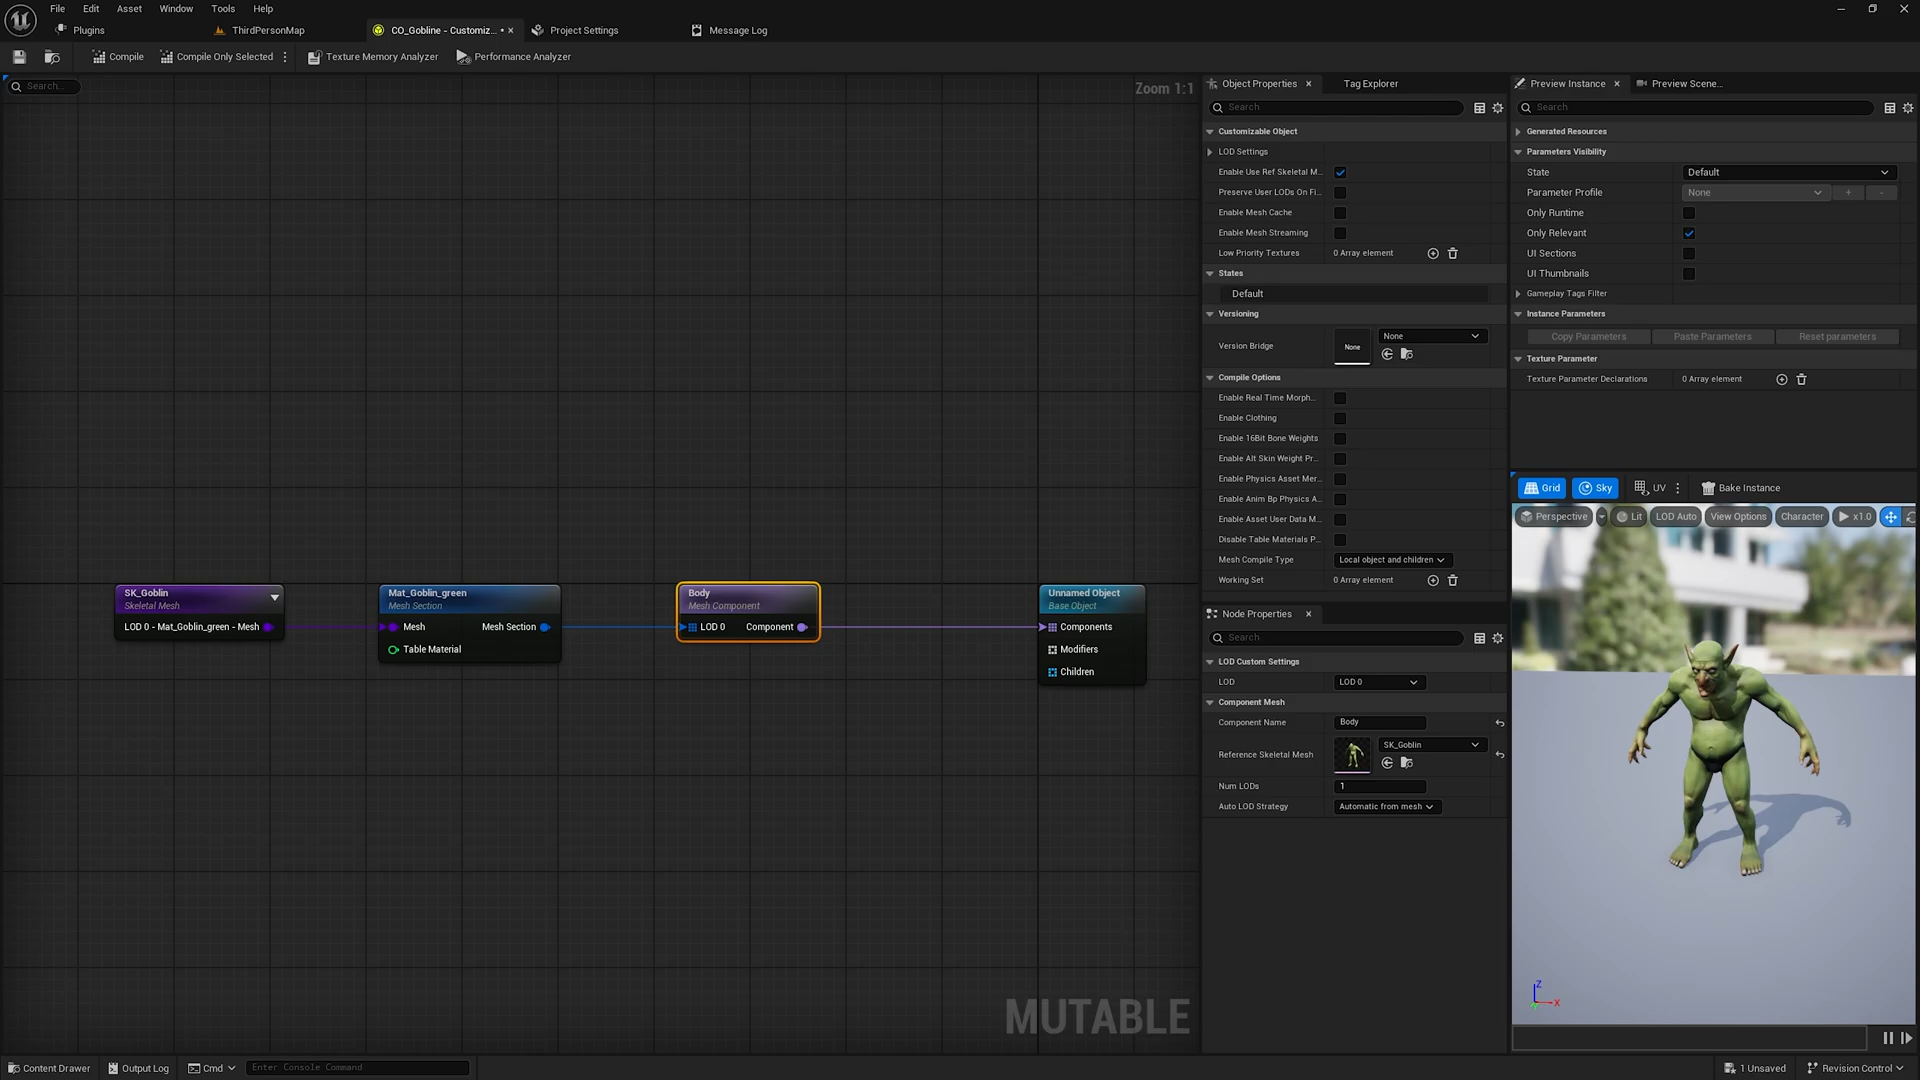 File Edit Asset Window Tools Help
Plugins ThirdPersonMap CO_Gobline - Customiz... • × Project Settings Message Log
Compile Compile Only Selected Texture Memory Analyzer Performance Analyzer
Search...
Zoom 1:1
SK_Goblin
Skeletal Mesh
LOD 0 - Mat_Goblin_green - Mesh
Mat_Goblin_green
Mesh Section
Mesh Mesh Section
Table Material
Body
Mesh Component
LOD 0 Component
Unnamed Object
Base Object
Components
Modifiers
Children
MUTABLE
Object Properties × Tag Explorer
Search
Customizable Object
LOD Settings
Enable Use Ref Skeletal M...
Preserve User LODs On Fi...
Enable Mesh Cache
Enable Mesh Streaming
Low Priority Textures 0 Array element
States
Default
Versioning
Version Bridge None None
Compile Options
Enable Real Time Morph...
Enable Clothing
Enable 16Bit Bone Weights
Enable Alt Skin Weight Pr...
Enable Physics Asset Mer...
Enable Anim Bp Physics A...
Enable Asset User Data M...
Disable Table Materials P...
Mesh Compile Type Local object and children
Working Set 0 Array element
Node Properties ×
Search
LOD Custom Settings
LOD LOD 0
Component Mesh
Component Name Body
Reference Skeletal Mesh SK_Goblin
Num LODs 1
Auto LOD Strategy Automatic from mesh
Preview Instance × Preview Scene...
Search
Generated Resources
Parameters Visibility
State Default
Parameter Profile None + -
Only Runtime
Only Relevant
UI Sections
UI Thumbnails
Gameplay Tags Filter
Instance Parameters
Copy Parameters Paste Parameters Reset parameters
Texture Parameter
Texture Parameter Declarations 0 Array element
Grid Sky UV Bake Instance
Perspective Lit LOD Auto View Options Character x1.0
Z
X
Content Drawer Output Log Cmd Enter Console Command 1 Unsaved Revision Control